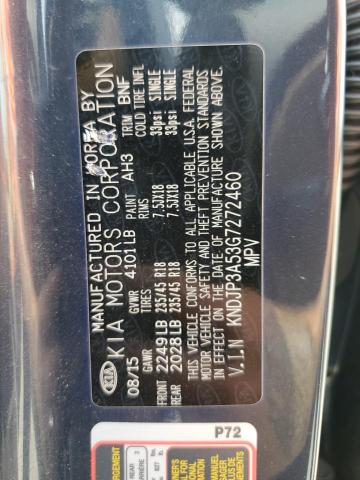 MANUFACTURED IN KOREA BY
KIA MOTORS CORPORATION
08/15 GVWR 4101LB PAINT AH3 TRIM BNF
GAWR TIRES RIMS COLD TIRE INFL
FRONT 2249LB 235/45 R18 7.5JX18 33psi SINGLE
REAR 2028LB 235/45 R18 7.5JX18 33psi SINGLE
THIS VEHICLE CONFORMS TO ALL APPLICABLE U.S.A. FEDERAL
MOTOR VEHICLE SAFETY AND THEFT PREVENTION STANDARDS
IN EFFECT ON THE DATE OF MANUFACTURE SHOWN ABOVE.
V.I.N KNDJP3A53G7272460
MPV
P72
REAR